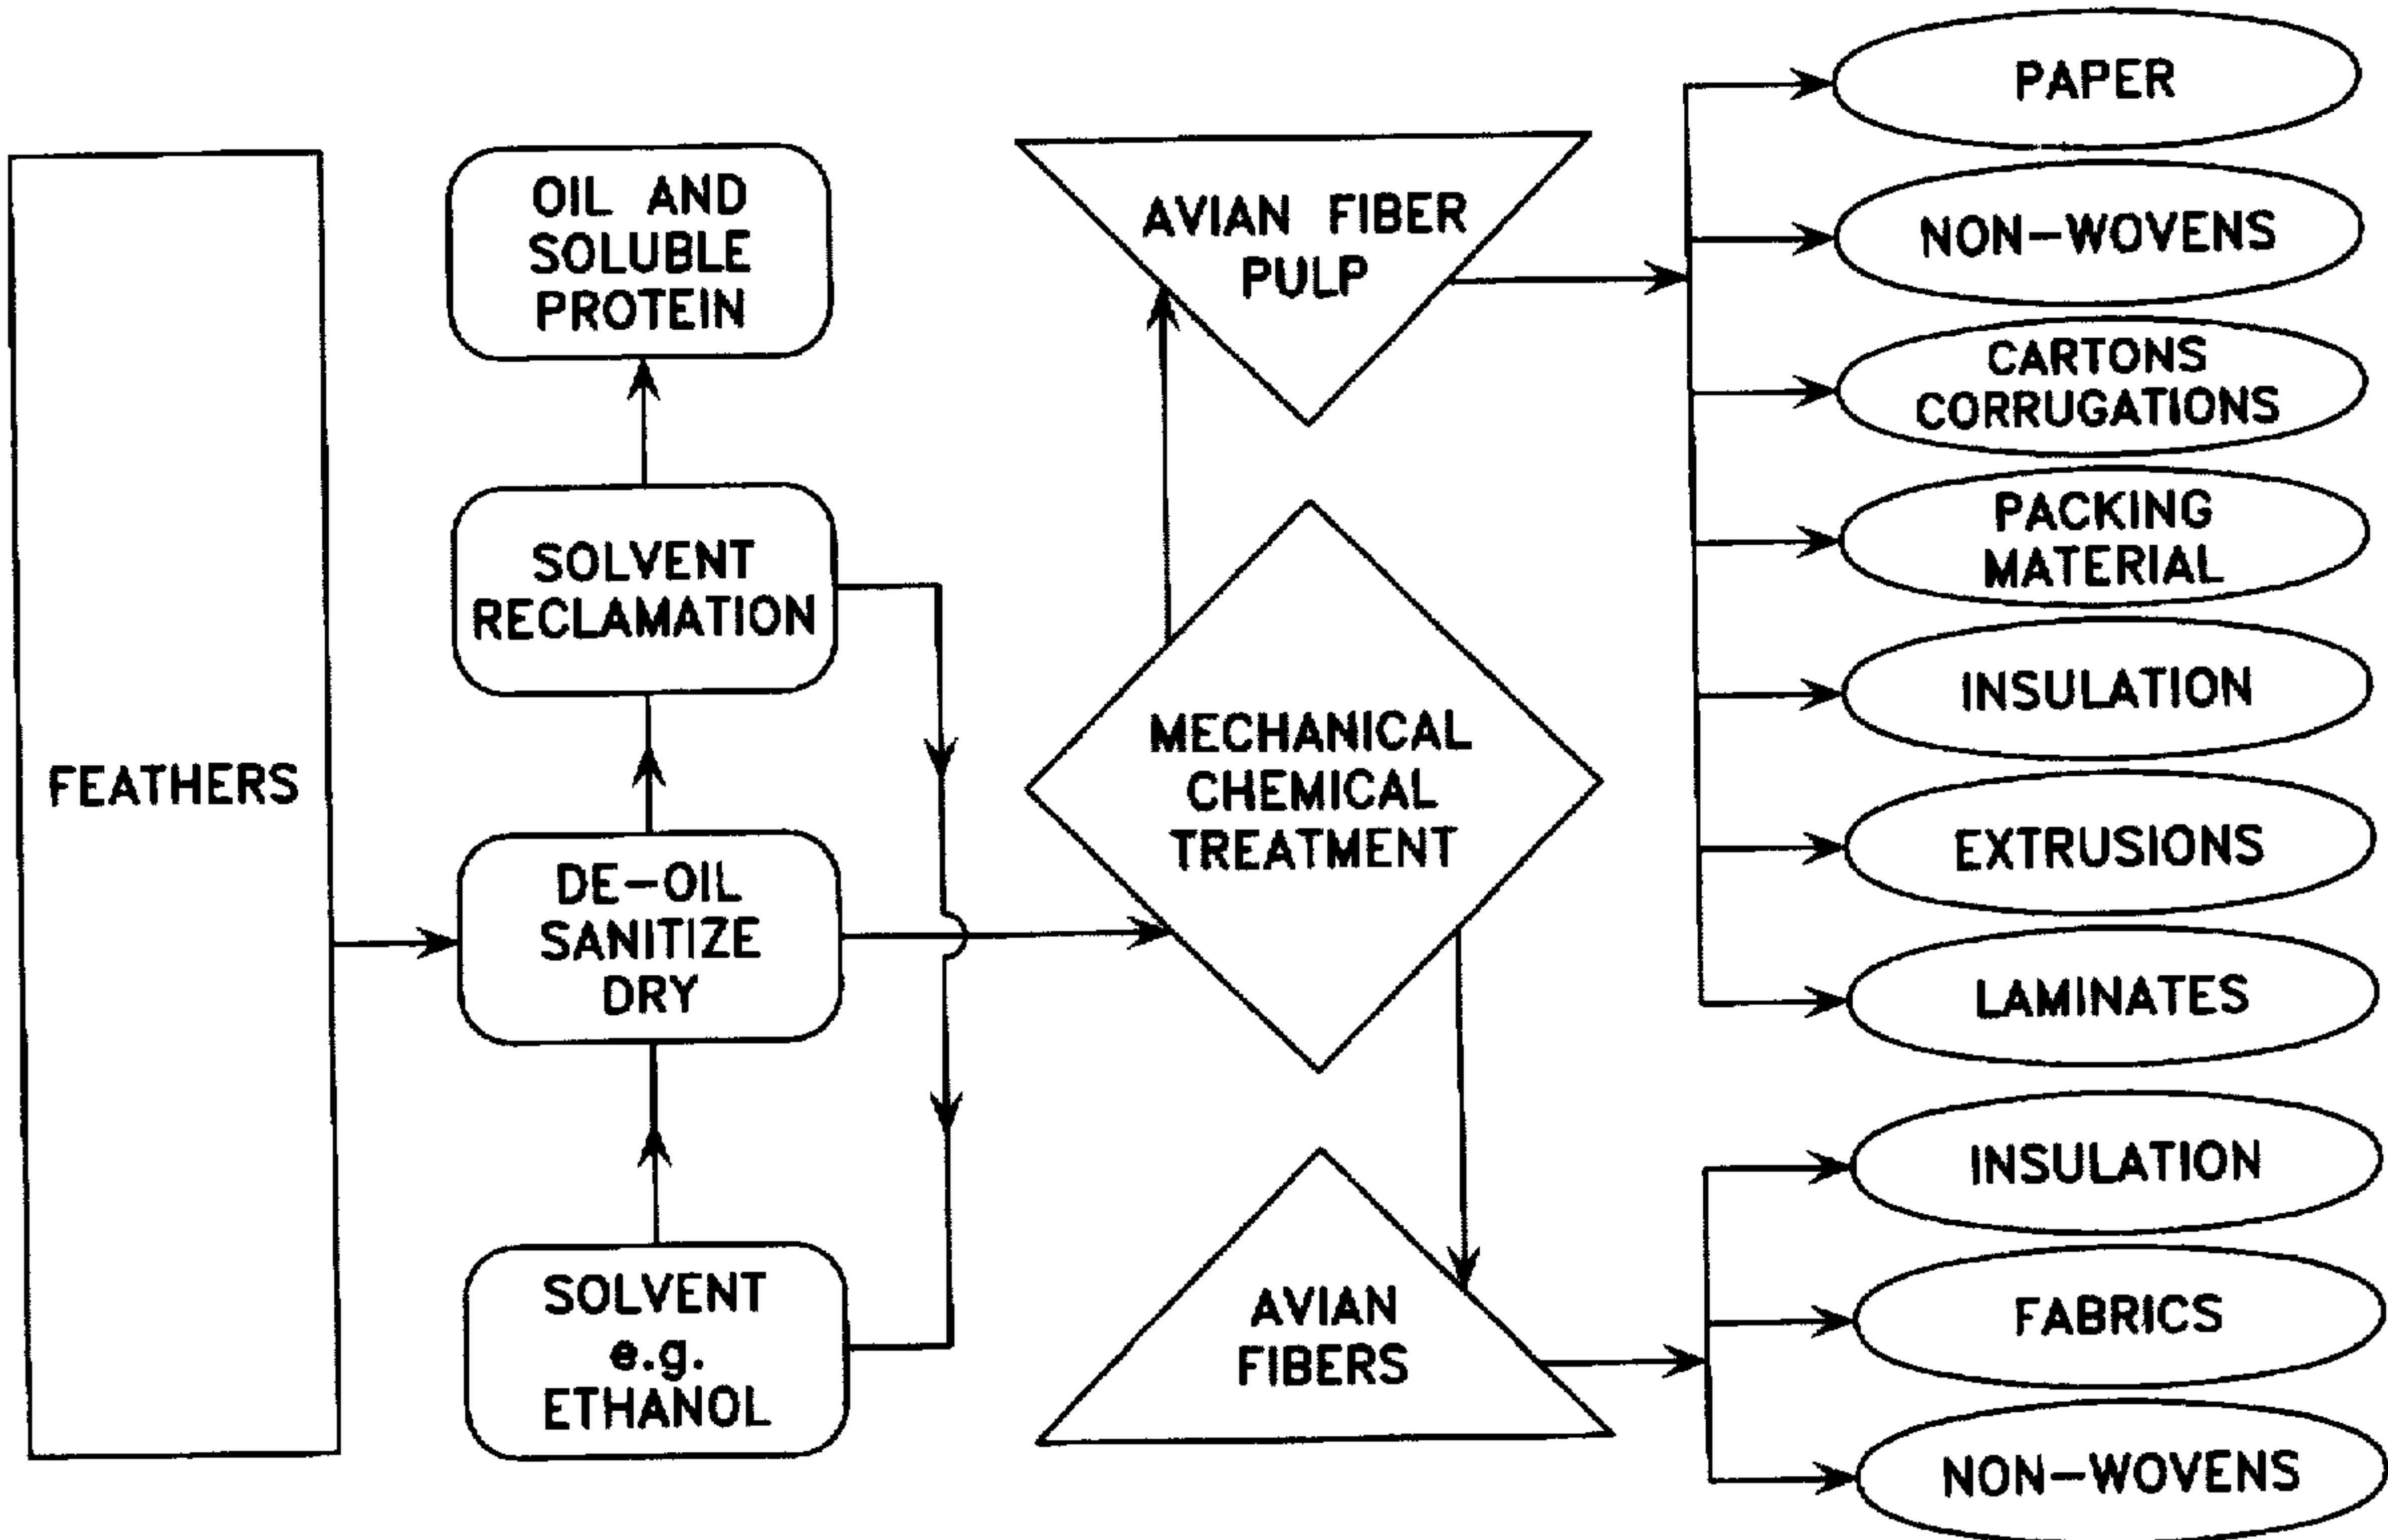 FEATHERS
OIL AND
SOLUBLE
PROTEIN
SOLVENT
RECLAMATION
DE-OIL
SANITIZE
DRY
SOLVENT
e.g.
ETHANOL
AVIAN FIBER
PULP
MECHANICAL
CHEMICAL
TREATMENT
AVIAN
FIBERS
PAPER
NON-WOVENS
CARTONS
CORRUGATIONS
PACKING
MATERIAL
INSULATION
EXTRUSIONS
LAMINATES
INSULATION
FABRICS
NON-WOVENS